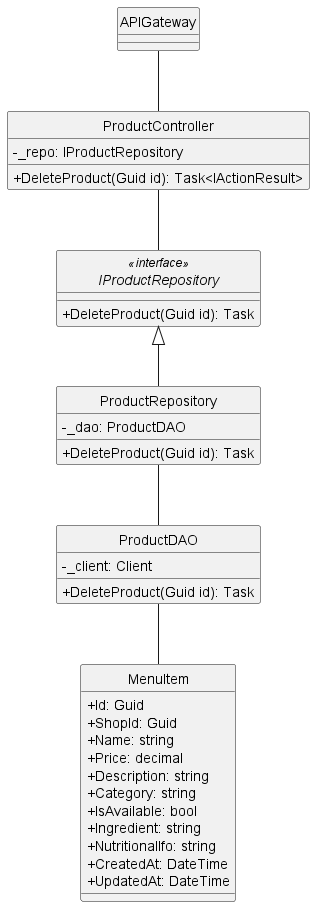 APIGateway
ProductController
-_repo: IProductRepository
+DeleteProduct(Guid id): Task<IActionResult>
«interface»
IProductRepository
+DeleteProduct(Guid id): Task
ProductRepository
-_dao: ProductDAO
+DeleteProduct(Guid id): Task
ProductDAO
-_client: Client
+DeleteProduct(Guid id): Task
MenuItem
+Id: Guid
+ShopId: Guid
+Name: string
+Price: decimal
+Description: string
+Category: string
+IsAvailable: bool
+Ingredient: string
+NutritionalIfo: string
+CreatedAt: DateTime
+UpdatedAt: DateTime